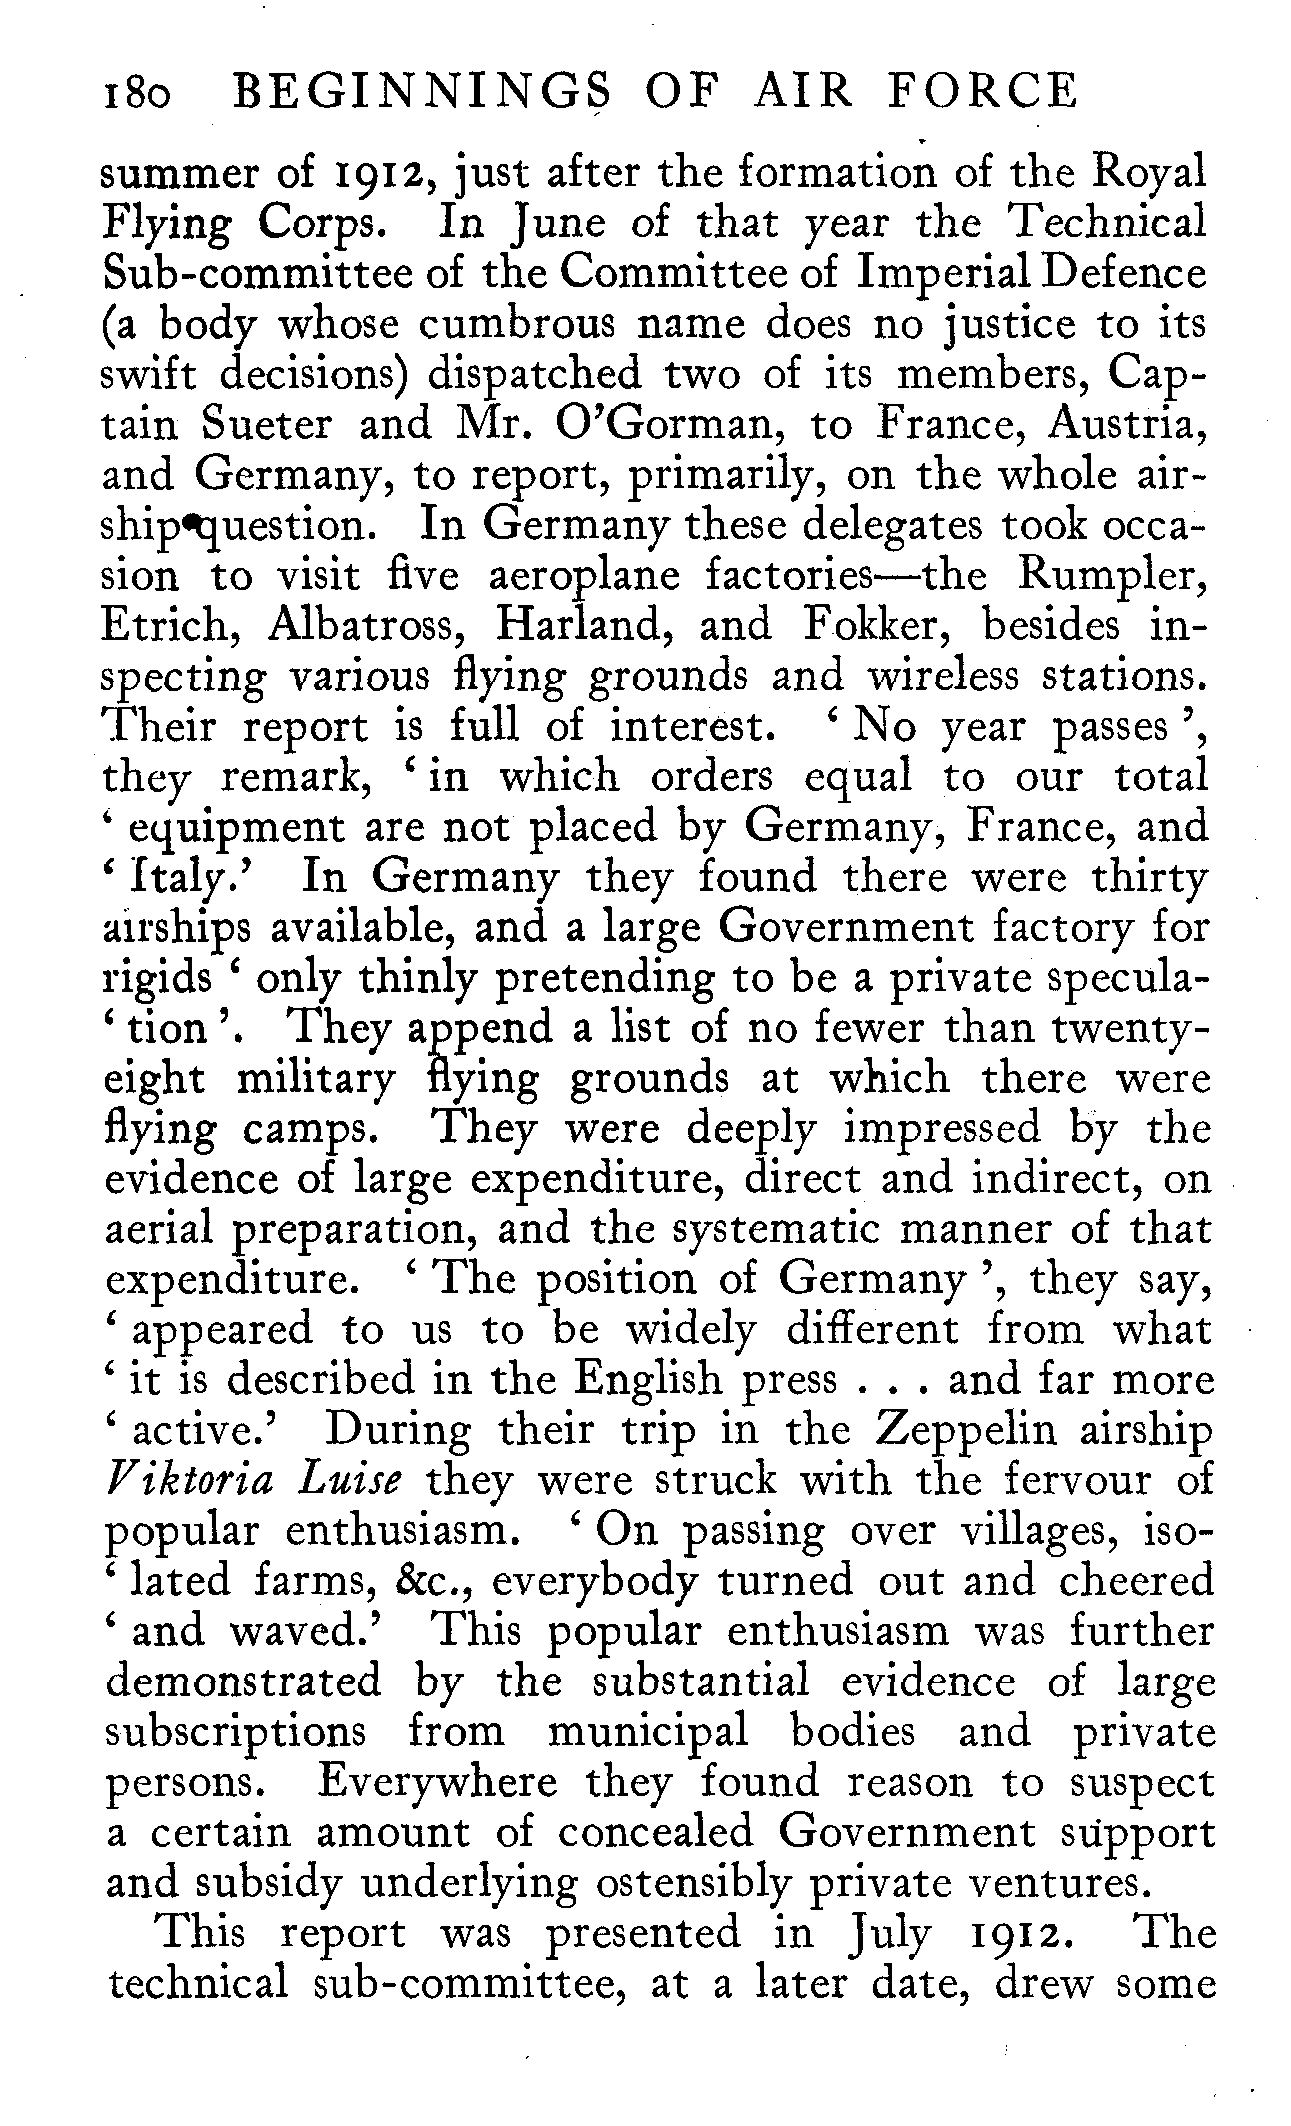 180 BEGINNINGS OF AIR FORCE
summer of 1912, just after the formation of the Royal
Flying Corps. In June of that year the Technical
Sub-committee of the Committee of Imperial Defence
(a body whose cumbrous name does no justice to its
swift decisions) dispatched two of its members, Cap-
tain Sueter and Mr. O'Gorman, to France, Austria,
and Germany, to report, primarily, on the whole air-
ship question. In Germany these delegates took occa-
sion to visit five aeroplane factories—the Rumpler,
Etrich, Albatross, Harland, and Fokker, besides in-
specting various flying grounds and wireless stations.
Their report is full of interest. ‘ No year passes ’,
they remark, ‘ in which orders equal to our total
‘ equipment are not placed by Germany, France, and
‘ Italy.’ In Germany they found there were thirty
airships available, and a large Government factory for
rigids ‘ only thinly pretending to be a private specula-
‘ tion ’. They append a list of no fewer than twenty-
eight military flying grounds at which there were
flying camps. They were deeply impressed by the
evidence of large expenditure, direct and indirect, on
aerial preparation, and the systematic manner of that
expenditure. ‘ The position of Germany ’, they say,
‘ appeared to us to be widely different from what
‘ it is described in the English press . . . and far more
‘ active.’ During their trip in the Zeppelin airship
Viktoria Luise they were struck with the fervour of
popular enthusiasm. ‘ On passing over villages, iso-
‘ lated farms, &c., everybody turned out and cheered
‘ and waved.’ This popular enthusiasm was further
demonstrated by the substantial evidence of large
subscriptions from municipal bodies and private
persons. Everywhere they found reason to suspect
a certain amount of concealed Government support
and subsidy underlying ostensibly private ventures.
This report was presented in July 1912. The
technical sub-committee, at a later date, drew some